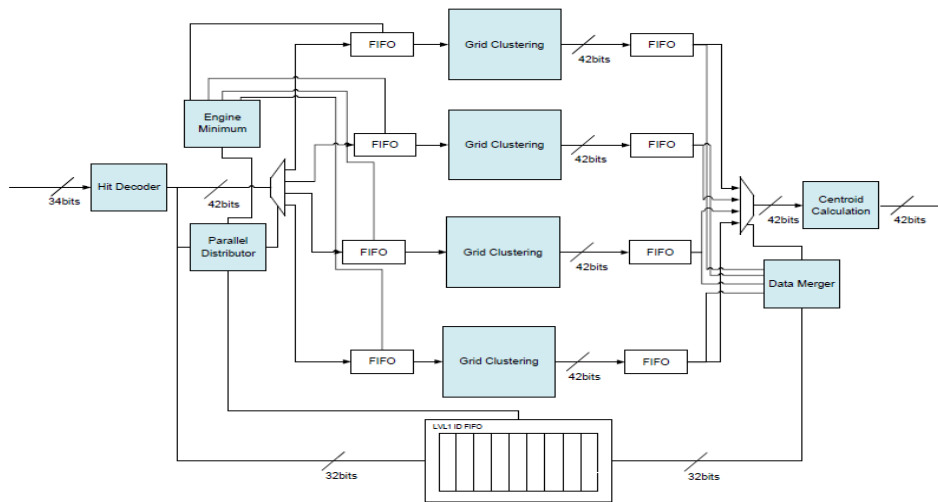 FIFO
Grid Clustering
42bits
FIFO
Engine
Minimum
FIFO
Grid Clustering
42bits
FIFO
34bits
Hit Decoder
42bits
Parallel
Distributor
FIFO
Grid Clustering
42bits
FIFO
42bits
Centroid
Calculation
42bits
Data Merger
FIFO
Grid Clustering
42bits
FIFO
LVL1 ID FIFO
32bits
32bits